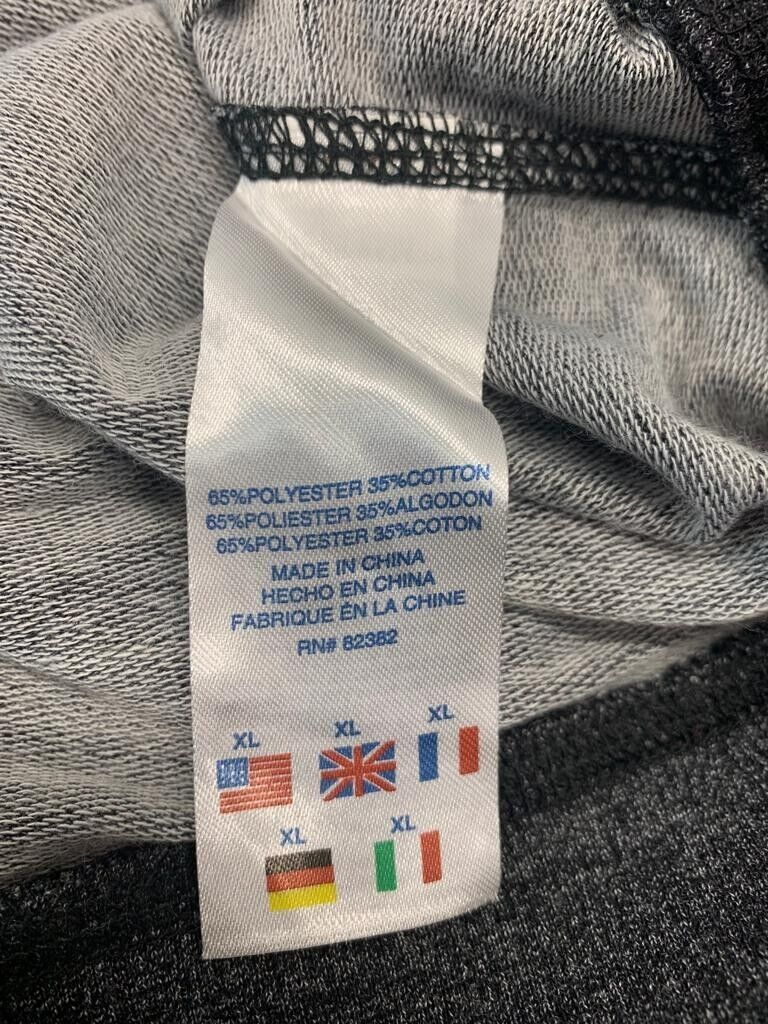 65%POLYESTER 35%COTTON
65%POLIESTER 35%ALGODON
65%POLYESTER 35%COTON
MADE IN CHINA
HECHO EN CHINA
FABRIQUE EN LA CHINE
RN# 82382
XL XL XL
XL XL